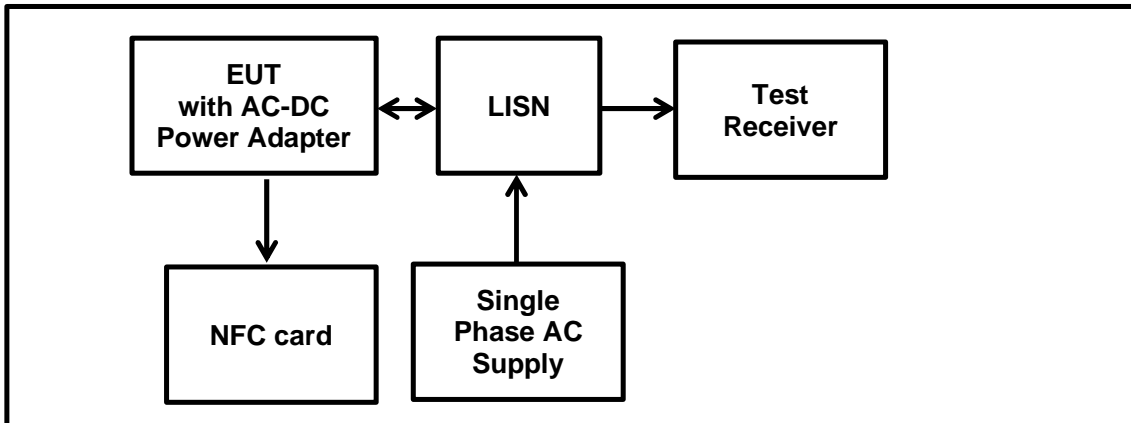 EUT
with AC-DC
Power Adapter
LISN
Test
Receiver
NFC card
Single
Phase AC
Supply